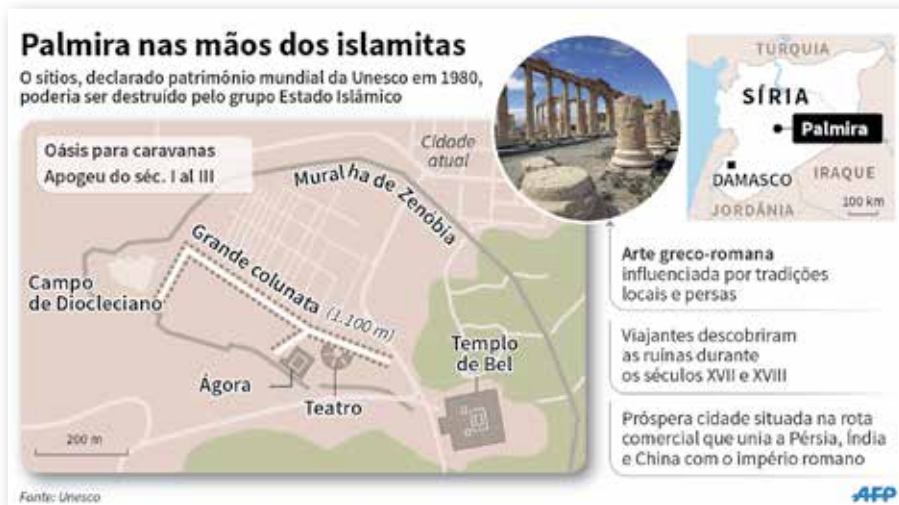 Palmira nas mãos dos islamitas
O sítios, declarado patrimônio mundial da Unesco em 1980,
poderia ser destruído pelo grupo Estado Islâmico
Oásis para caravanas
Apogeu do séc. I al III
Cidade
atual
Muralha de Zenóbia
Grande colunata (1.100 m)
Campo
de Diocleciano
Ágora
Teatro
Templo
de Bel
200 m
Fonte: Unesco
TURQUIA
SÍRIA
Palmira
DAMASCO
IRAQUE
JORDÂNIA
100 km
Arte greco-romana
influenciada por tradições
locais e persas
Viajantes descobriram
as ruínas durante
os séculos XVII e XVIII
Próspera cidade situada na rota
comercial que unia a Pérsia, Índia
e China com o império romano
AFP